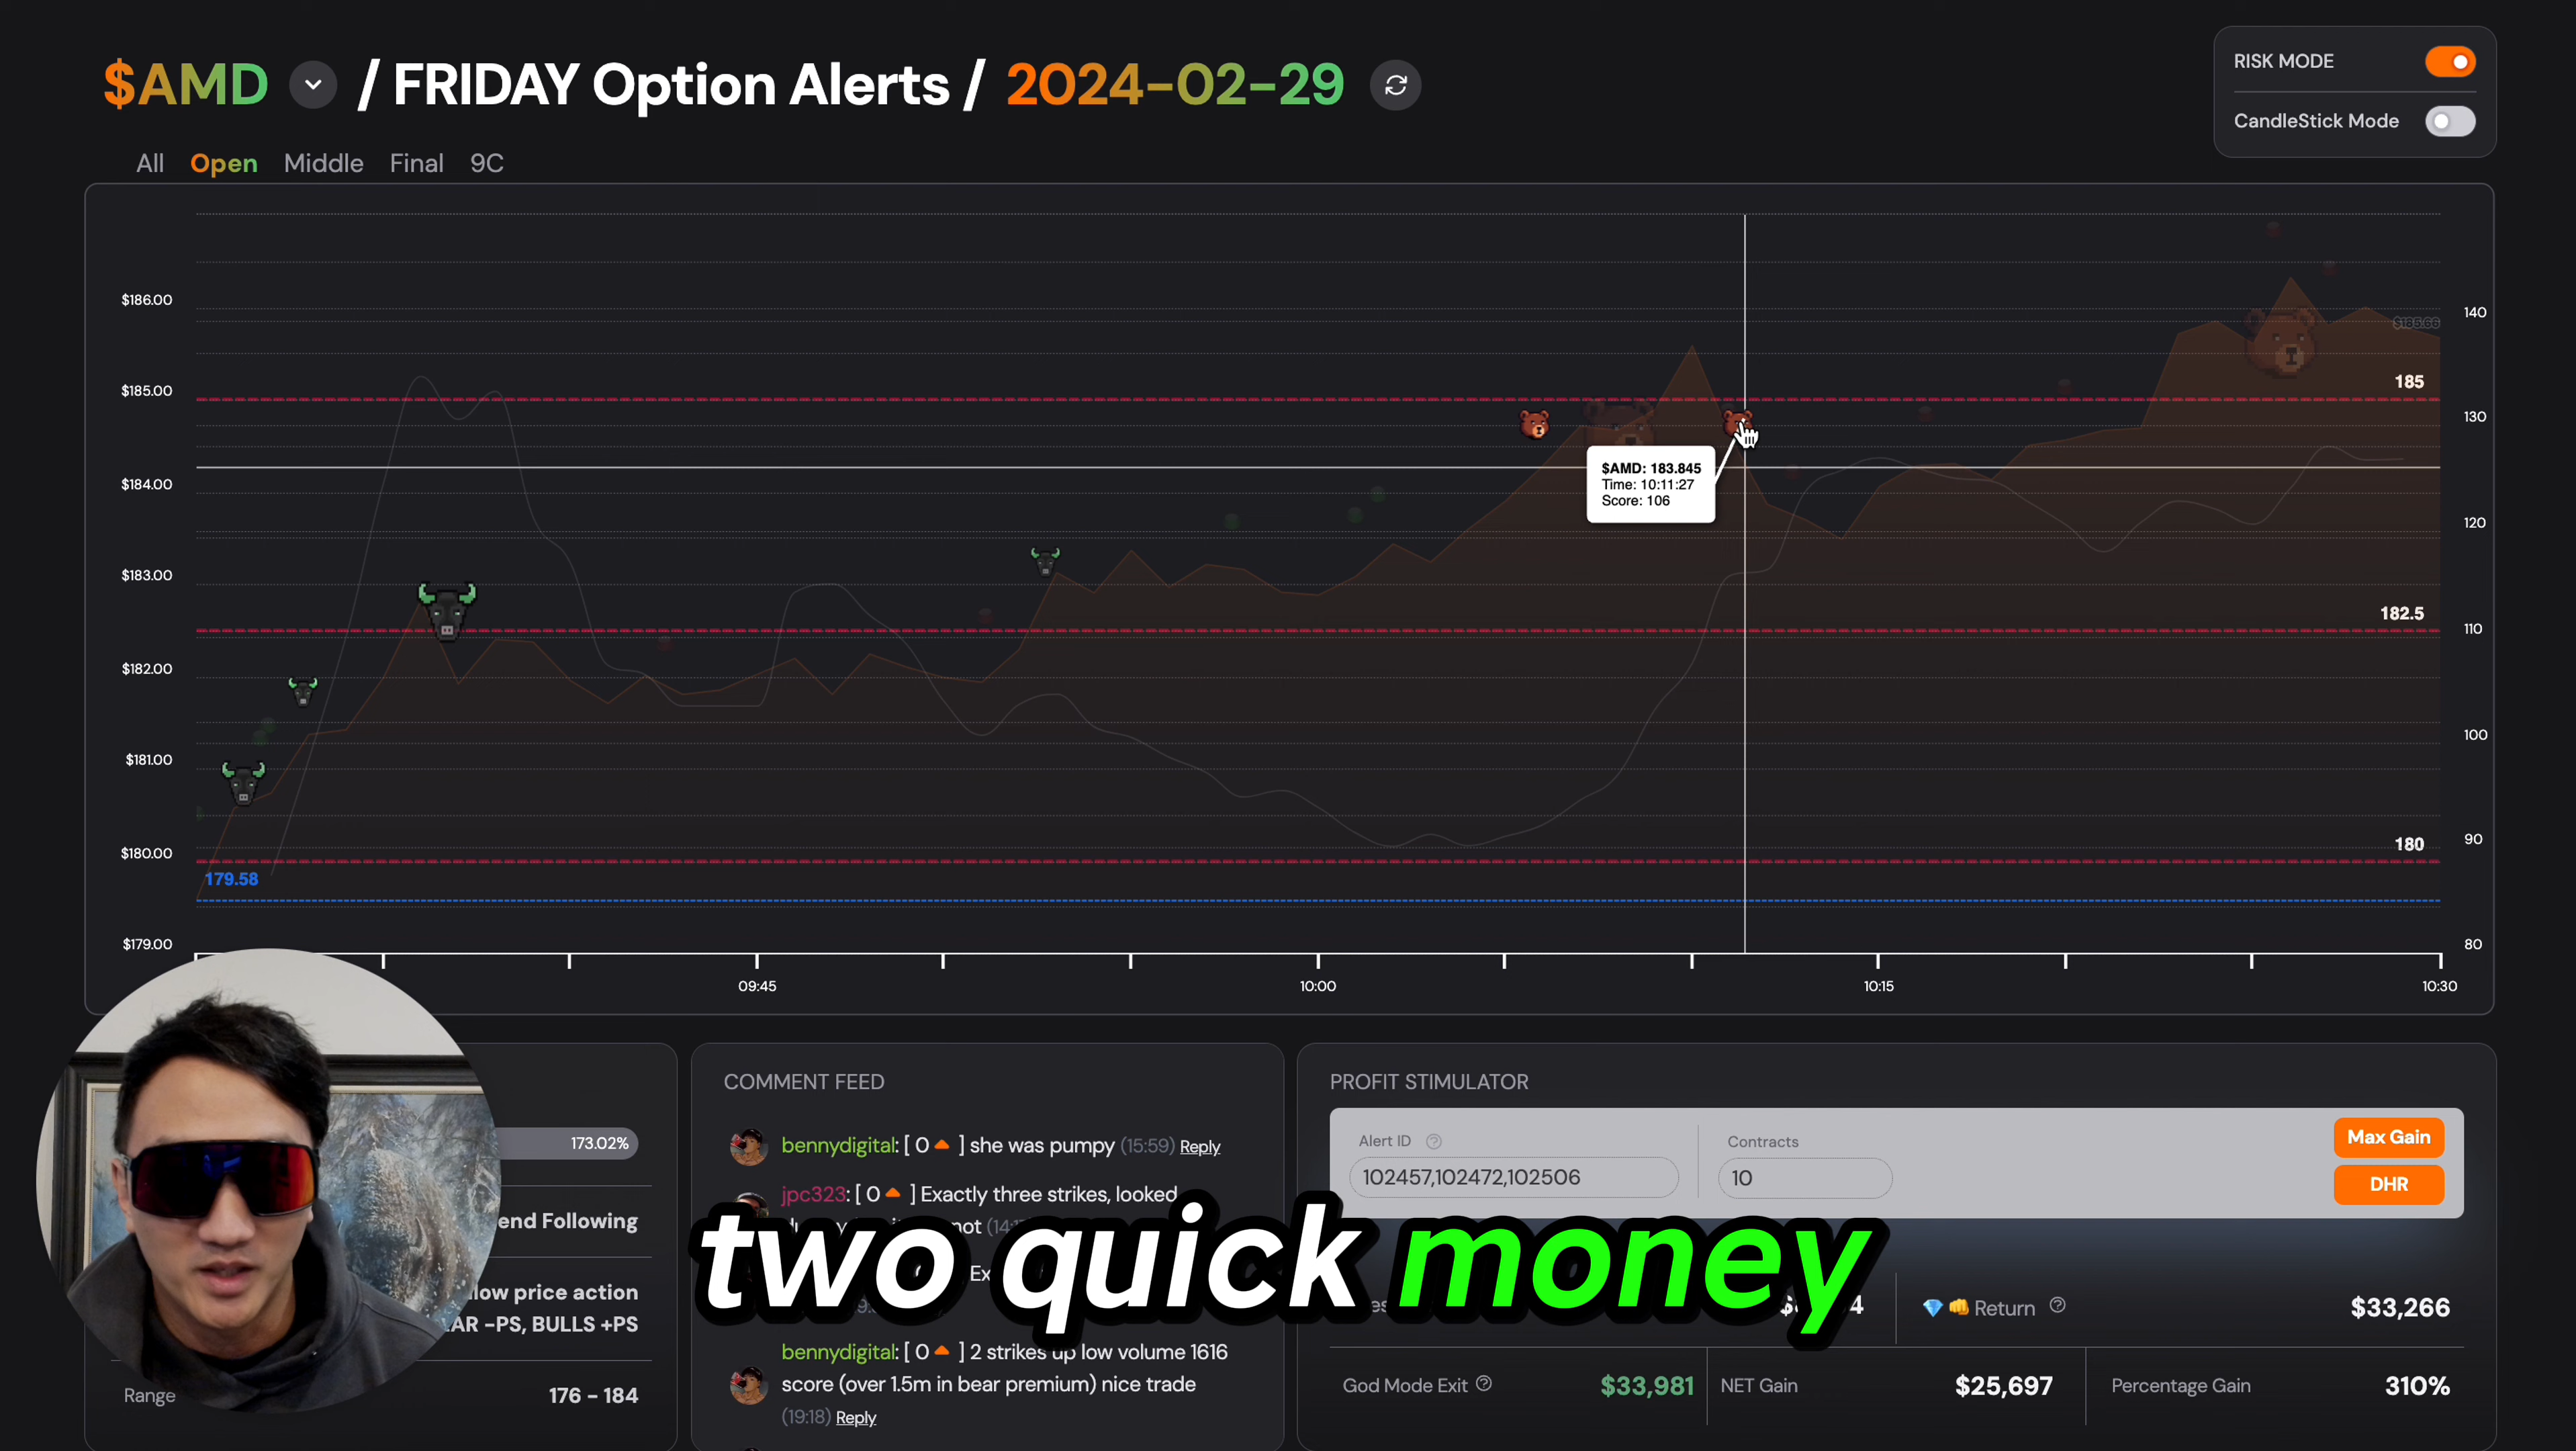 $AMD / FRIDAY Option Alerts / 2024-02-29
RISK MODE
CandleStick Mode
All Open Middle Final 9C
$186.00
$185.00
$184.00
$183.00
$182.00
$181.00
$180.00
$179.00
179.58
$185.66
185
182.5
180
140
130
120
110
100
90
80
$AMD: 183.845
Time: 10:11:27
Score: 106
09:45
10:00
10:15
10:30
173.02%
end Following
low price action
AR -PS, BULLS +PS
Range 176 - 184
COMMENT FEED
bennydigital: [ 0 ] she was pumpy (15:59) Reply
jpc323: [ 0 ] Exactly three strikes, looked
not
bennydigital: [ 0 ] 2 strikes up low volume 1616
score (over 1.5m in bear premium) nice trade
(19:18) Reply
PROFIT STIMULATOR
Alert ID
102457,102472,102506
Contracts
10
Max Gain
DHR
Return $33,266
God Mode Exit $33,981
NET Gain $25,697
Percentage Gain 310%
two quick money